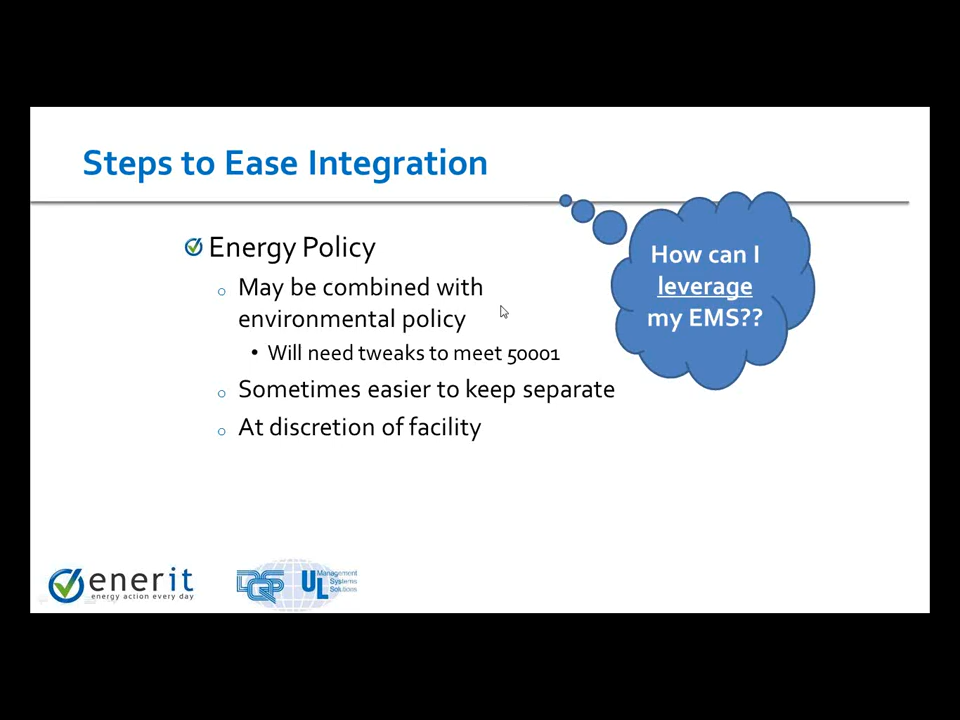 Steps to Ease Integration
Energy Policy
May be combined with
environmental policy
Will need tweaks to meet 50001
Sometimes easier to keep separate
At discretion of facility
How can I
leverage
my EMS??
enerit
energy action every day
DQS
UL
Management
Systems
Solutions